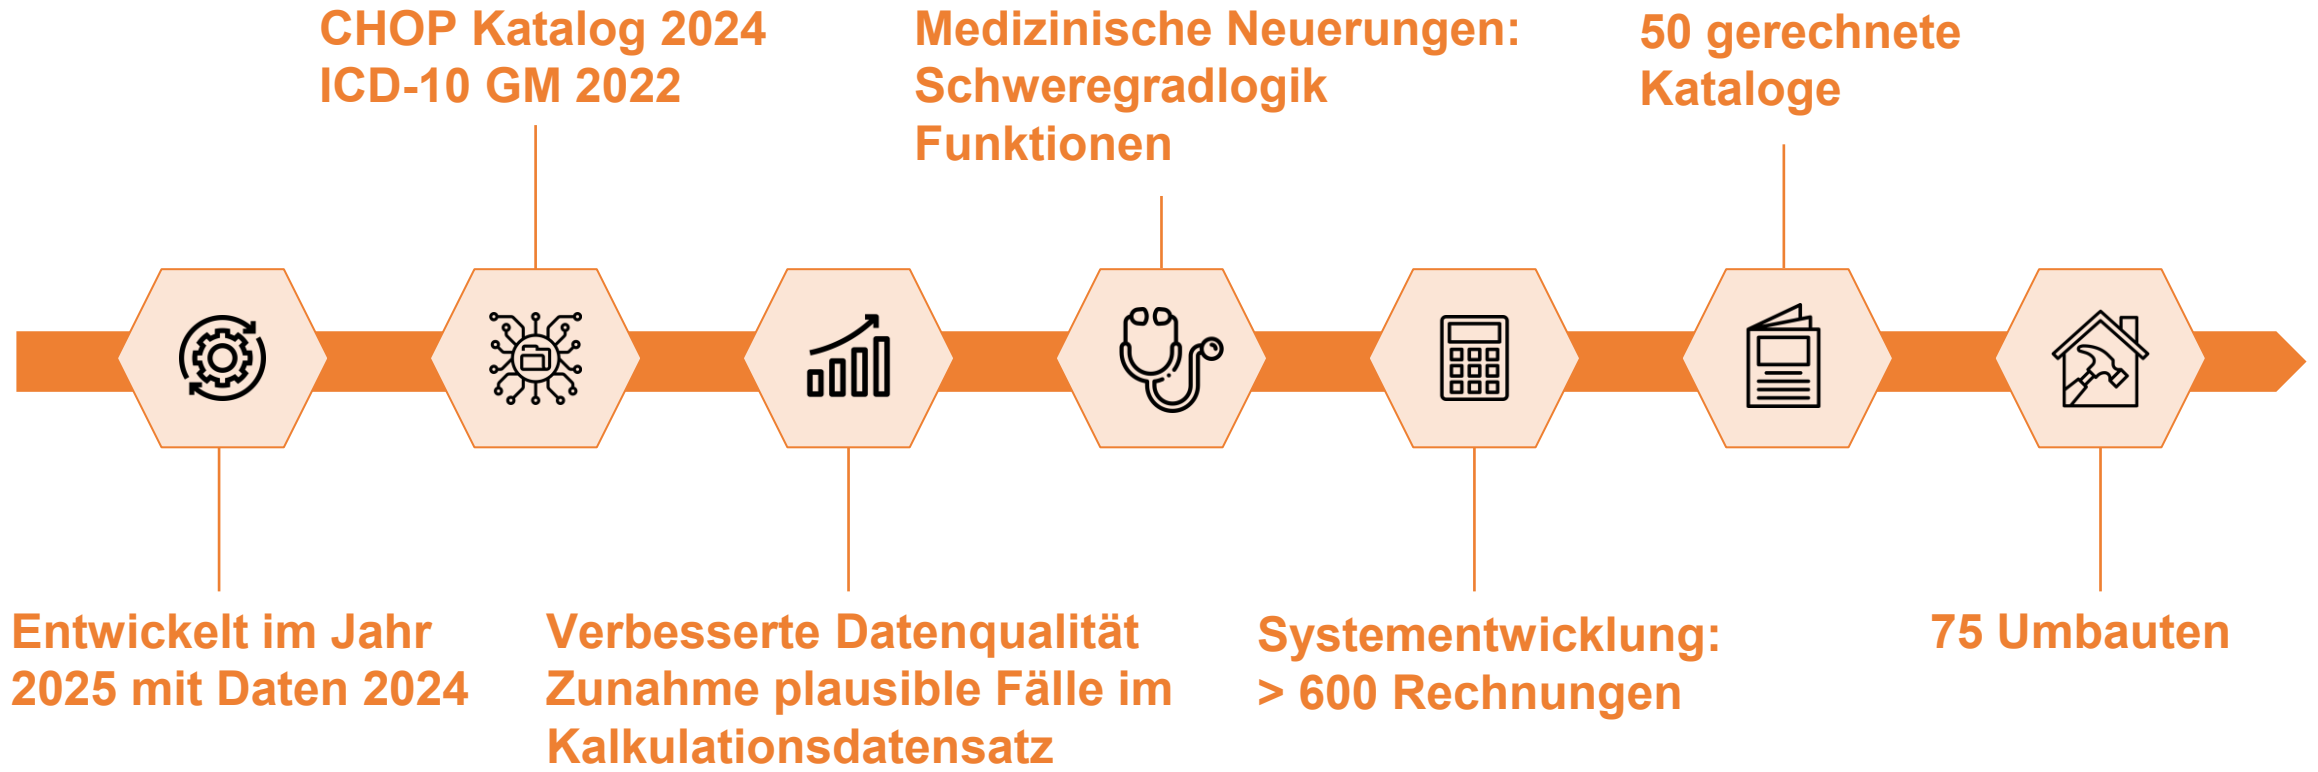 CHOP Katalog 2024
ICD-10 GM 2022
Medizinische Neuerungen:
Schweregradlogik
Funktionen
50 gerechnete
Kataloge
Entwickelt im Jahr
2025 mit Daten 2024
Verbesserte Datenqualität
Zunahme plausible Fälle im
Kalkulationsdatensatz
Systementwicklung:
> 600 Rechnungen
75 Umbauten